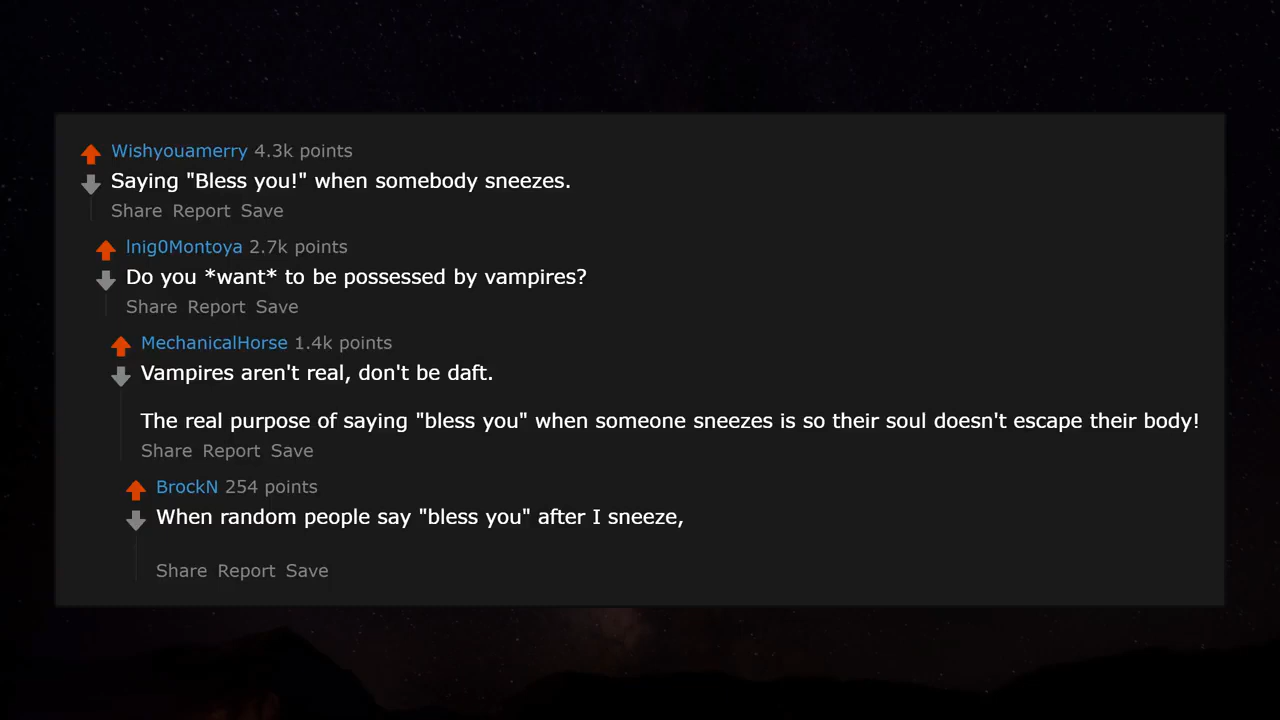 Wishyouamerry 4.3k points
Saying "Bless you!" when somebody sneezes.
Share Report Save
lnig0Montoya 2.7k points
Do you *want* to be possessed by vampires?
Share Report Save
MechanicalHorse 1.4k points
Vampires aren't real, don't be daft.
The real purpose of saying "bless you" when someone sneezes is so their soul doesn't escape their body!
Share Report Save
BrockN 254 points
When random people say "bless you" after I sneeze,
Share Report Save